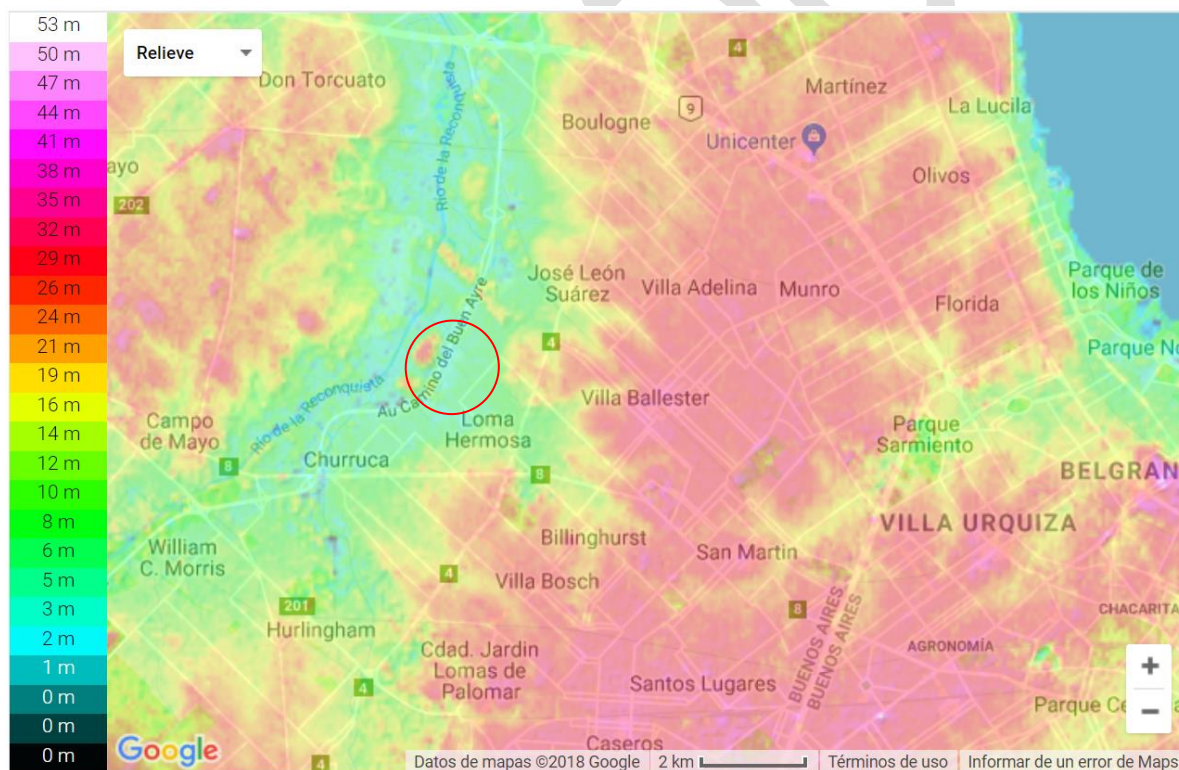 53 m
50 m
47 m
44 m
41 m
38 m
35 m
32 m
29 m
26 m
24 m
21 m
19 m
16 m
14 m
12 m
10 m
8 m
6 m
5 m
3 m
2 m
1 m
0 m
0 m
0 m
Relieve
Don Torcuato
4
Martínez
9
La Lucila
Boulogne
Unicenter
Río de la Reconquista
ayo
Olivos
202
José León
Suárez
Villa Adelina
Munro
Parque de
los Niños
Florida
Au Camino del Buen Ayre
4
Parque No
Río de la Reconquista
Villa Ballester
Campo
de Mayo
Loma
Hermosa
Parque
Sarmiento
8
Churruca
8
BELGRAN
VILLA URQUIZA
William
C. Morris
Billinghurst
San Martin
4
Villa Bosch
201
8
CHACARITA
Hurlingham
BUENOS AIRES
BUENOS AIRES
Cdad. Jardin
Lomas de
Palomar
AGRONOMÍA
+
4
Santos Lugares
Parque Ce
−
Caseros
Google
4
Datos de mapas ©2018 Google 2 km Términos de uso Informar de un error de Maps